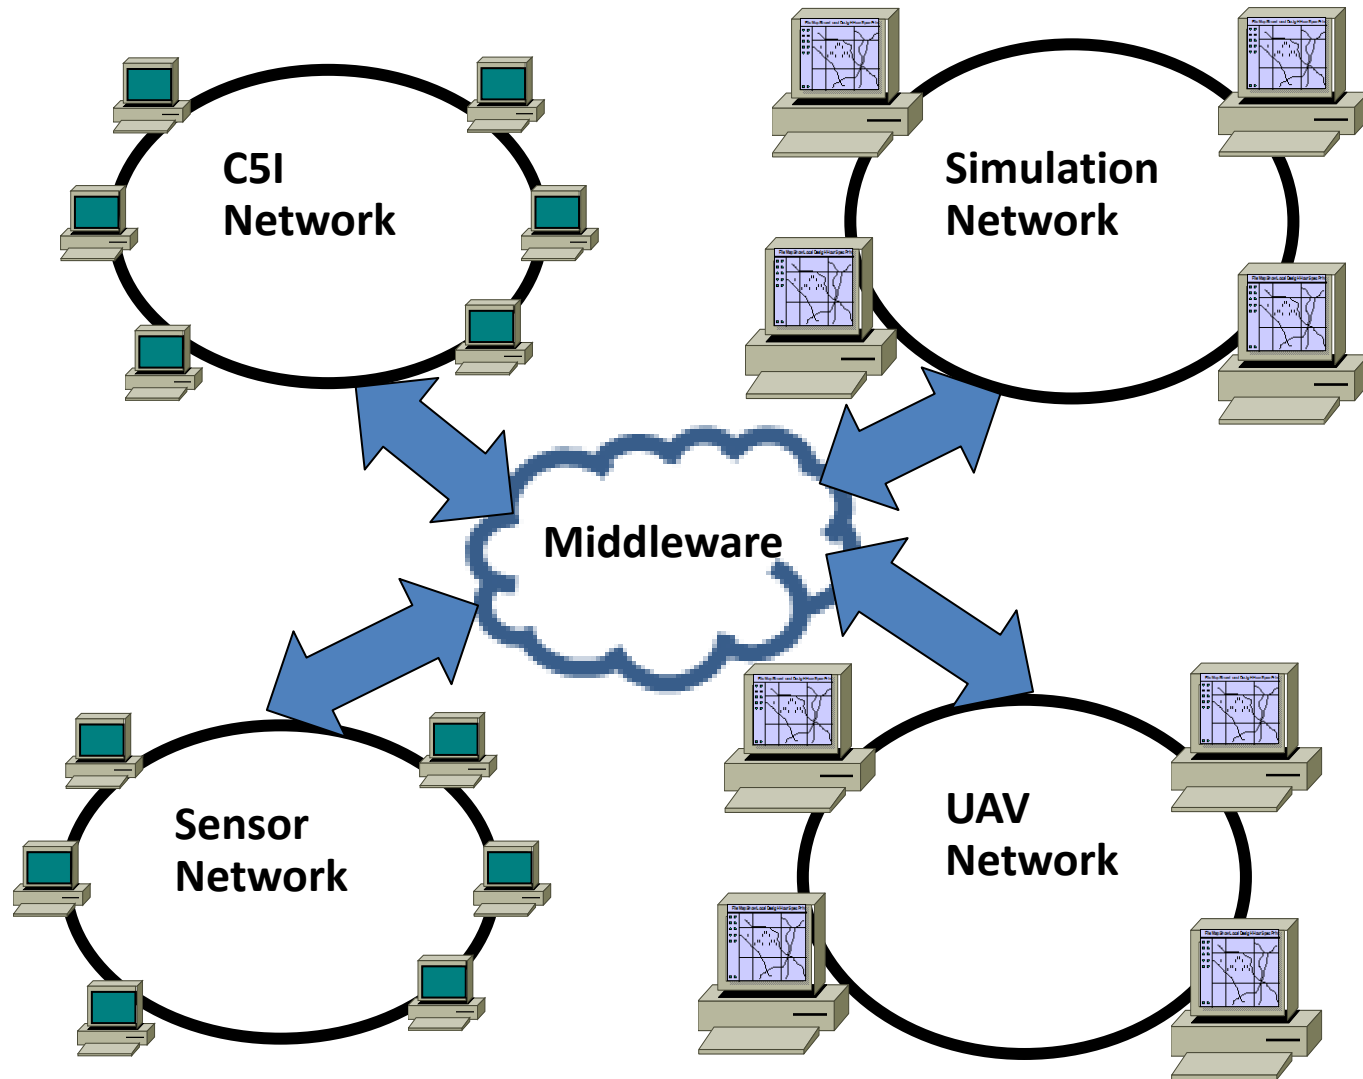 C5I
Network
Simulation
Network
Middleware
Sensor
Network
UAV
Network